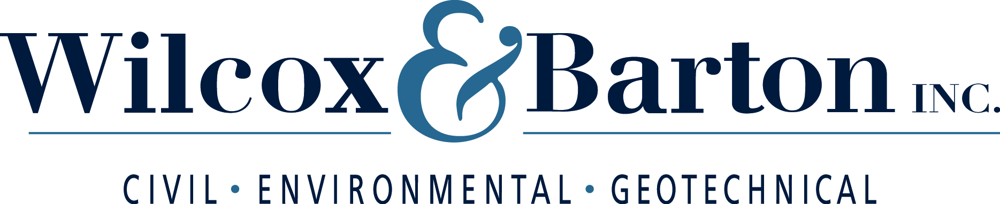 Wilcox & Barton INC.
CIVIL • ENVIRONMENTAL • GEOTECHNICAL